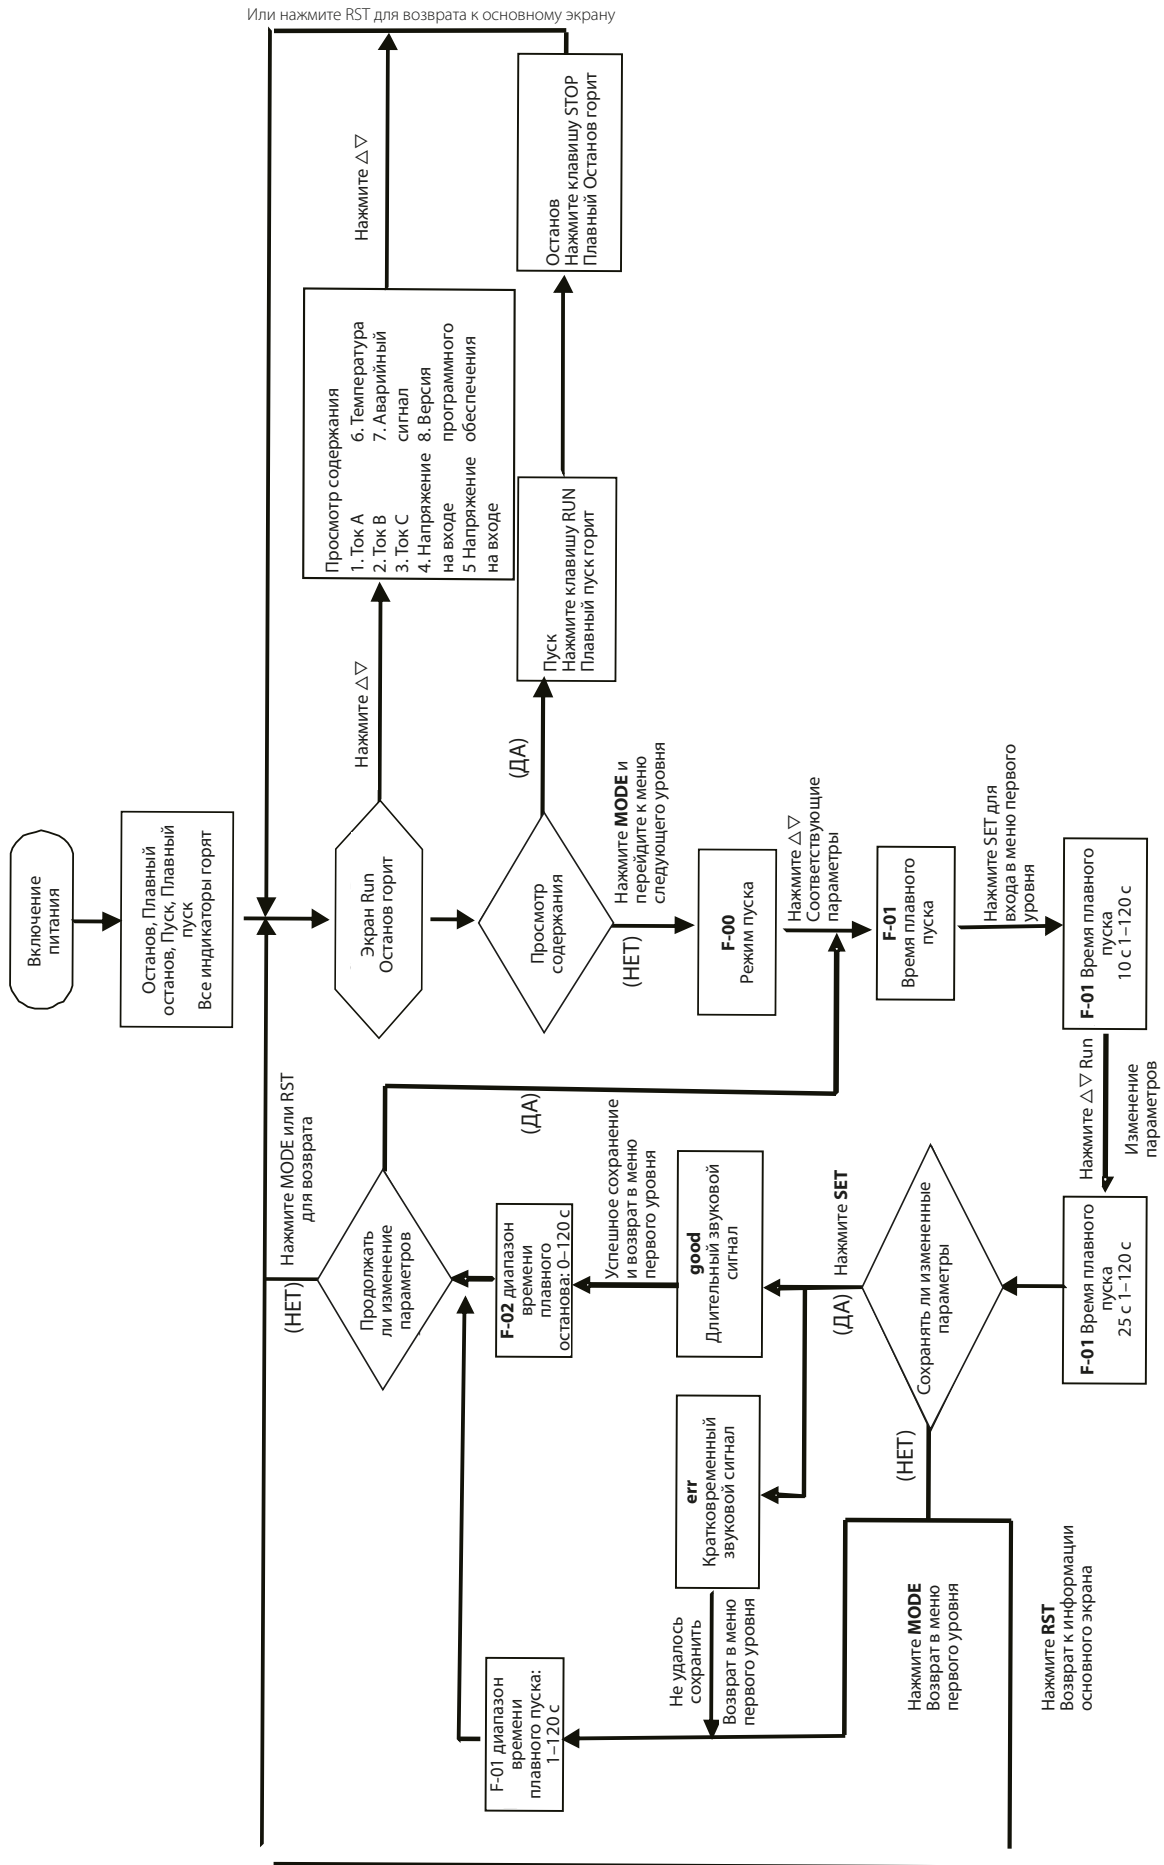 Или нажмите RST для возврата к основному экрану
Включение
питания
Останов, Плавный
останов, Пуск, Плавный
пуск
Все индикаторы горят
Экран Run
Останов горит
Нажмите △▽
Просмотр содержания
1. Ток A
2. Ток B
3. Ток C
4. Напряжение
на входе
5 Напряжение
на входе
6. Температура
7. Аварийный
сигнал
8. Версия
программного
обеспечения
Нажмите △▽
Просмотр
содержания
(ДА)
Пуск
Нажмите клавишу RUN
Плавный пуск горит
Останов
Нажмите клавишу STOP
Плавный Останов горит
(НЕТ)
Нажмите MODE и
перейдите к меню
следующего уровня
F-00
Режим пуска
Нажмите △▽
Соответствующие
параметры
F-01
Время плавного
пуска
Нажмите SET для
входа в меню первого
уровня
F-01 Время плавного
пуска
10 с 1–120 с
Нажмите △▽ Run
Изменение
параметров
F-01 Время плавного
пуска
25 с 1–120 с
Сохранять ли измененные
параметры
(ДА)
Нажмите SET
good
Длительный звуковой
сигнал
Успешное сохранение
и возврат в меню
первого уровня
F-02 диапазон
времени
плавного
останова: 0–120 с
Продолжать
ли изменение
параметров
(ДА)
(НЕТ)
Нажмите MODE или RST
для возврата
err
Кратковременный
звуковой сигнал
Не удалось
сохранить
Возврат в меню
первого уровня
F-01 диапазон
времени
плавного пуска:
1–120 с
(НЕТ)
Нажмите MODE
Возврат в меню
первого уровня
Нажмите RST
Возврат к информации
основного экрана